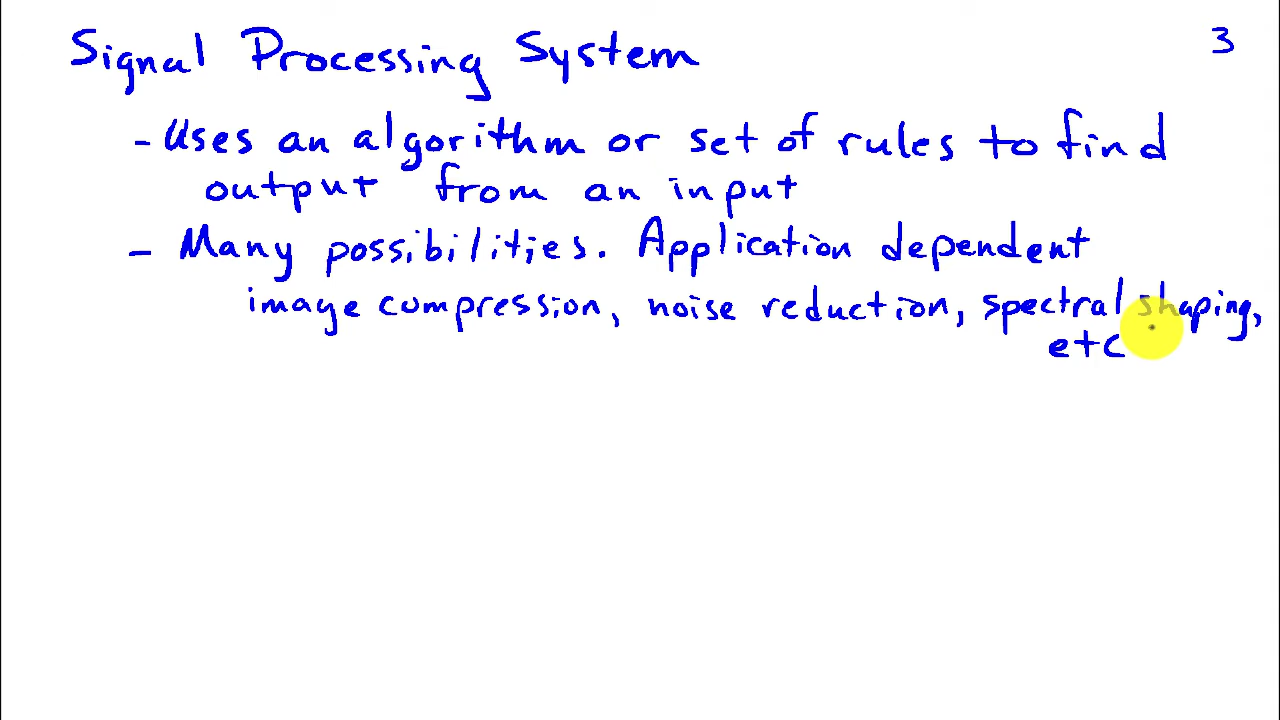 Signal Processing System
3
- Uses an algorithm or set of rules to find
output from an input
- Many possibilities. Application dependent
image compression, noise reduction, spectral shaping,
etc